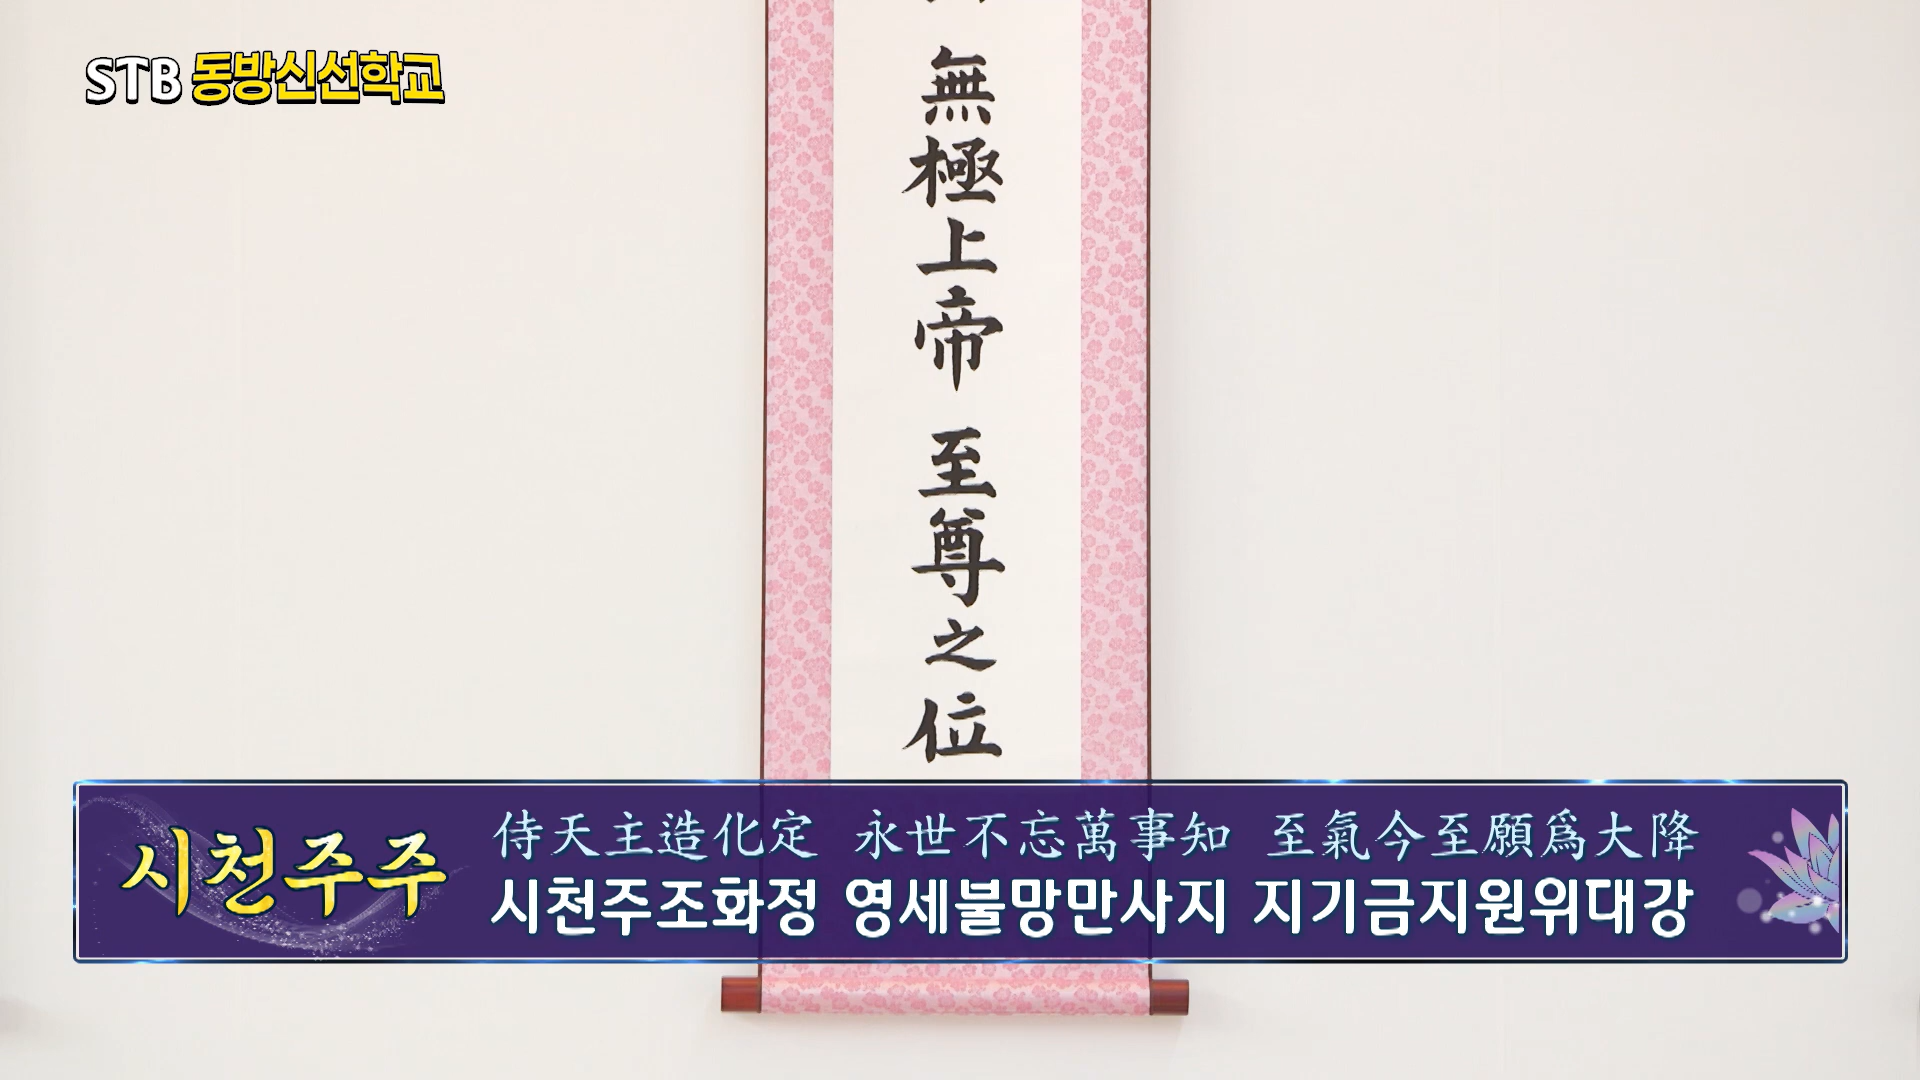 STB 동방신선학교
無極上帝 至尊之位
시천주주
侍天主造化定 永世不忘萬事知 至氣今至願爲大降
시천주조화정 영세불망만사지 지기금지원위대강